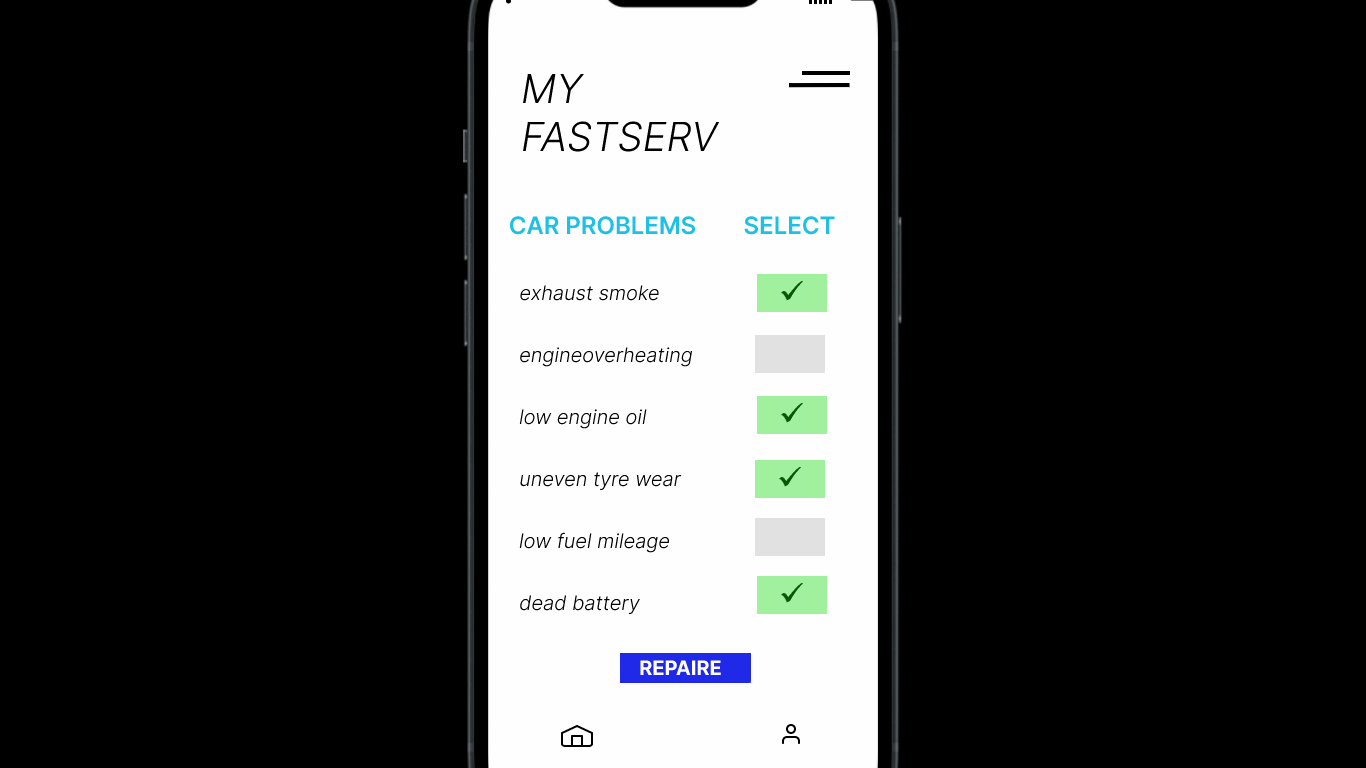 MY
FASTSERV
CAR PROBLEMS SELECT
exhaust smoke
engineoverheating
low engine oil
uneven tyre wear
low fuel mileage
dead battery
REPAIRE